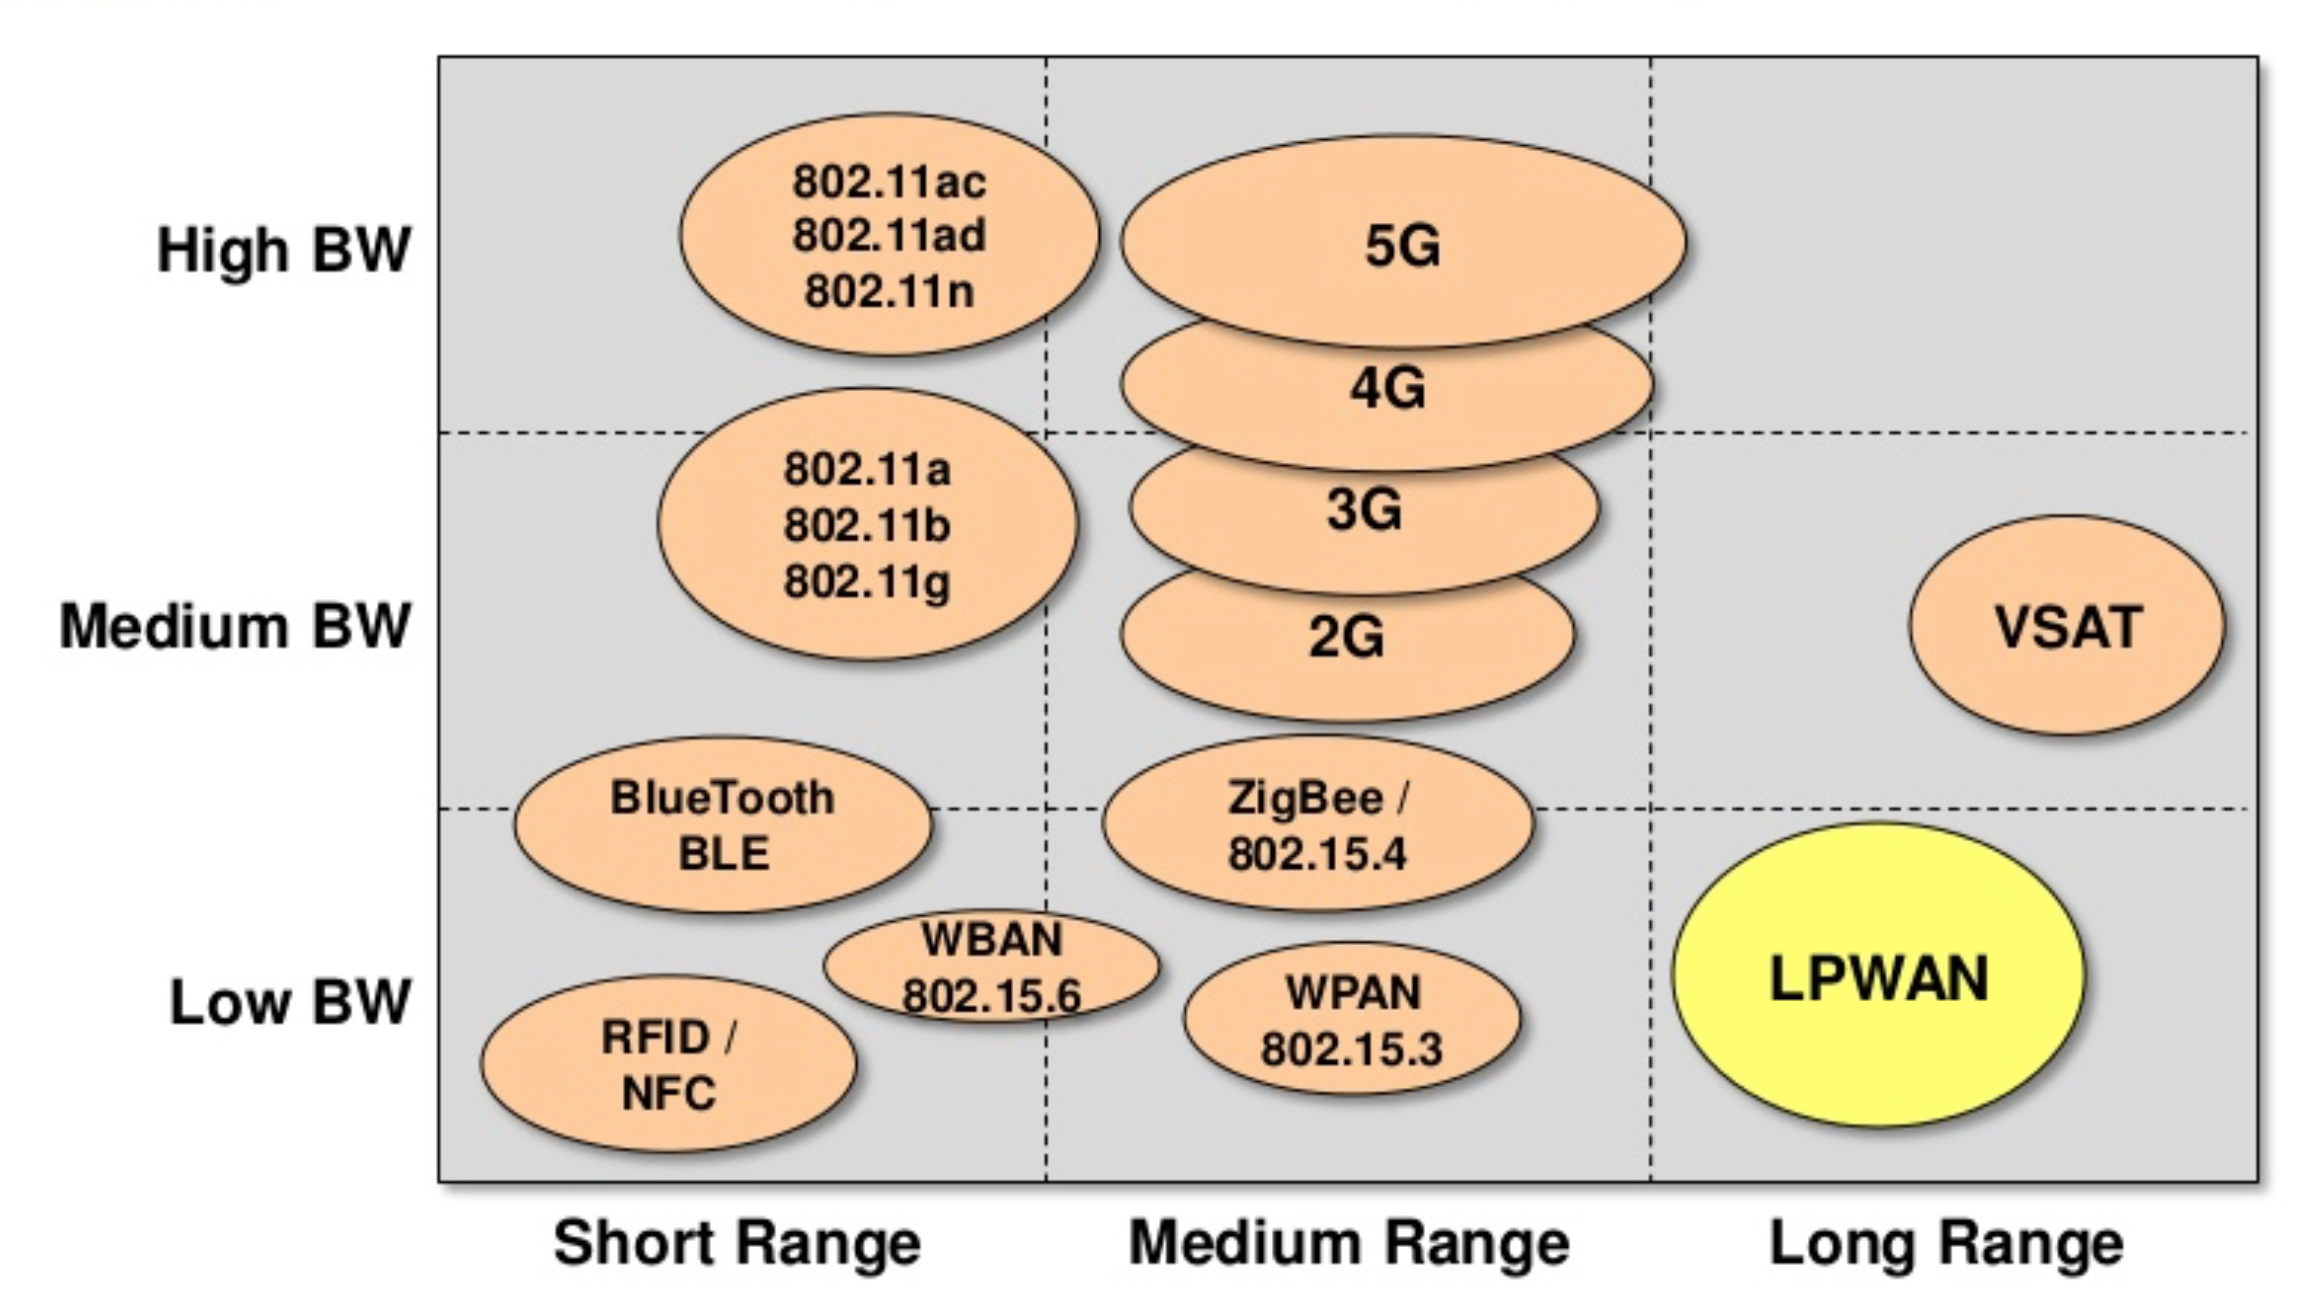 High BW
802.11ac
802.11ad
802.11n
5G
4G
Medium BW
802.11a
802.11b
802.11g
3G
2G
VSAT
BlueTooth
BLE
ZigBee /
802.15.4
Low BW
WBAN
802.15.6
RFID /
NFC
WPAN
802.15.3
LPWAN
Short Range
Medium Range
Long Range